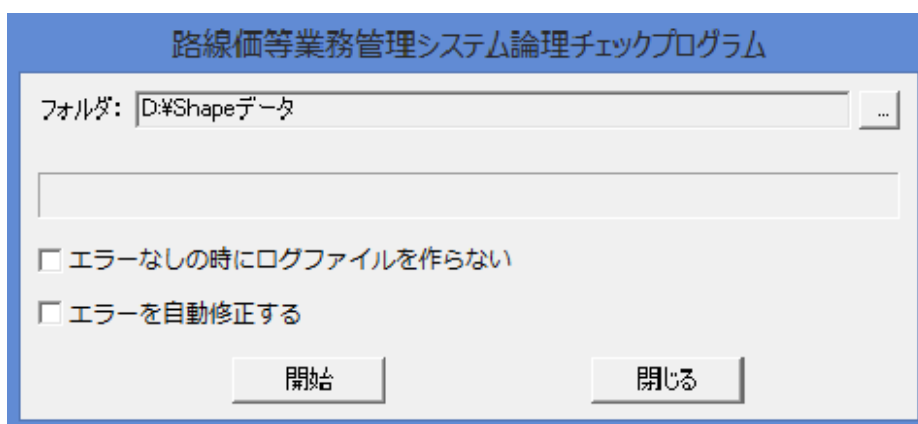 路線価等業務管理システム論理チェックプログラム
フォルダ: D:¥Shapeデータ ...
エラーなしの時にログファイルを作らない
エラーを自動修正する
開始 閉じる